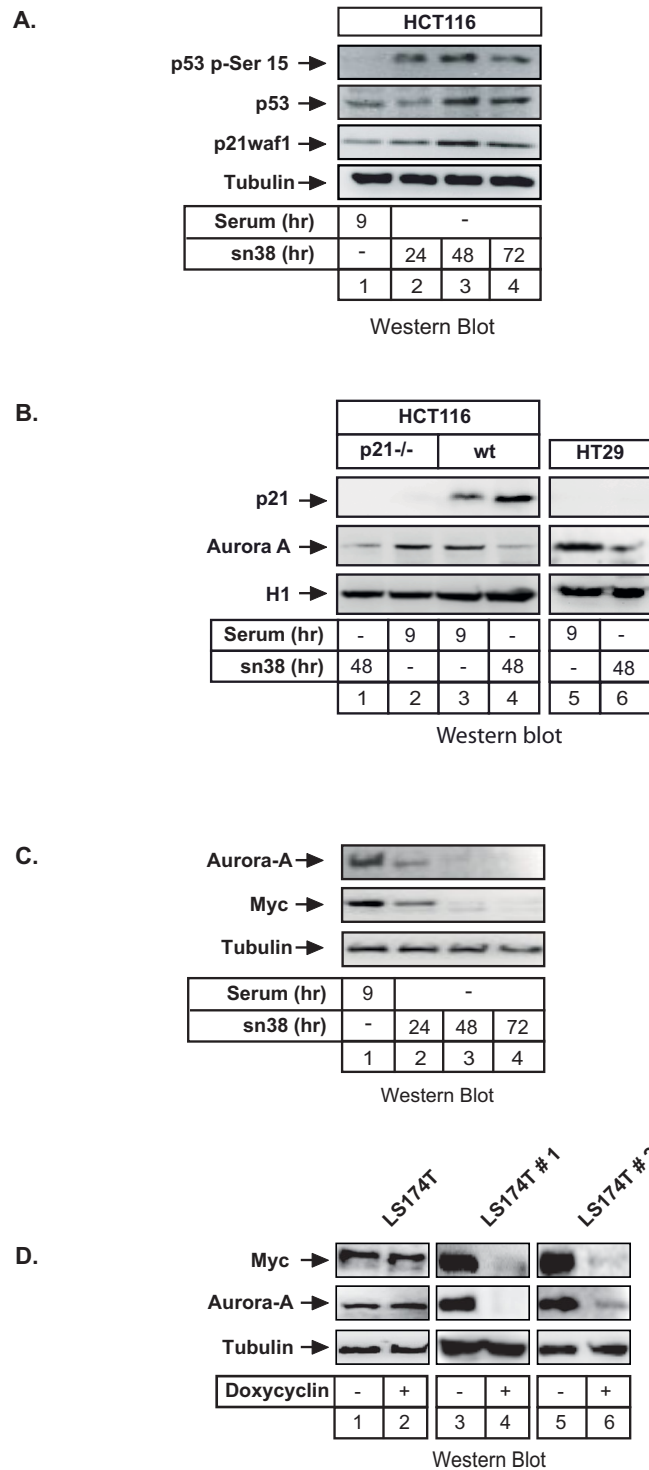 A.
HCT116
p53 p-Ser 15
p53
p21waf1
Tubulin
Serum (hr) 9 -
sn38 (hr) - 24 48 72
1 2 3 4
Western Blot
B.
HCT116
p21-/- wt HT29
p21
Aurora A
H1
Serum (hr) - 9 9 - 9 -
sn38 (hr) 48 - - 48 - 48
1 2 3 4 5 6
Western blot
C.
Aurora-A
Myc
Tubulin
Serum (hr) 9 -
sn38 (hr) - 24 48 72
1 2 3 4
Western Blot
LS174T LS174T # 1 LS174T #
D.
Myc
Aurora-A
Tubulin
Doxycyclin - + - + - +
1 2 3 4 5 6
Western Blot